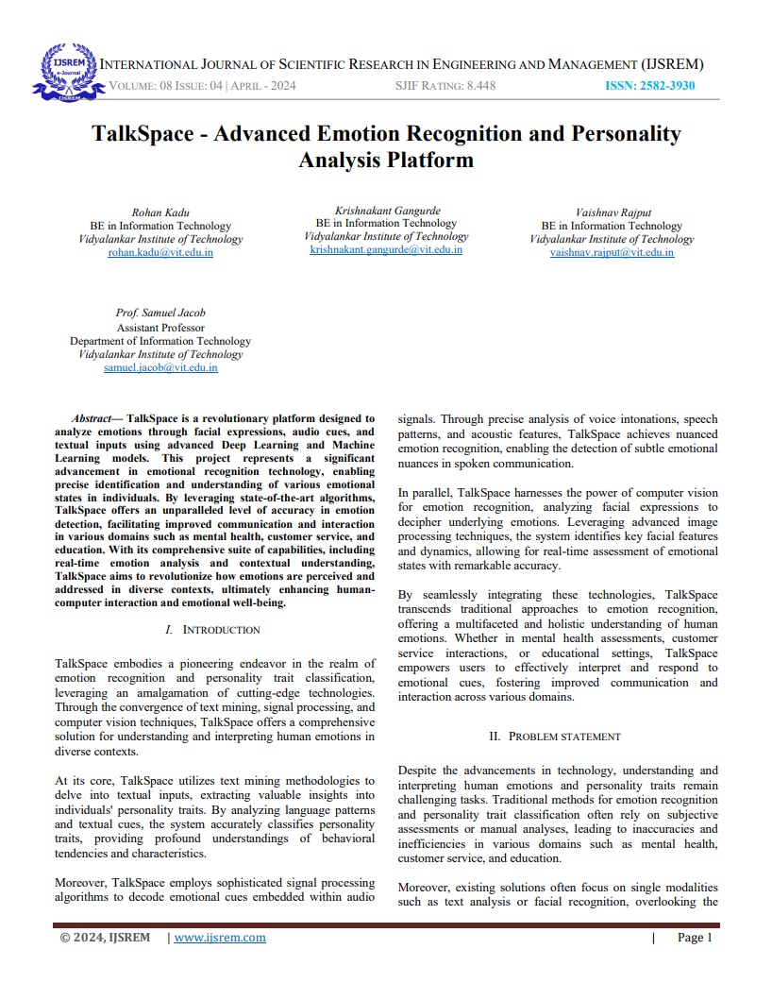 IJSREM
e-Journal
IJSREM
INTERNATIONAL JOURNAL OF SCIENTIFIC RESEARCH IN ENGINEERING AND MANAGEMENT (IJSREM)
VOLUME: 08 ISSUE: 04 | APRIL - 2024 SJIF RATING: 8.448 ISSN: 2582-3930
TalkSpace - Advanced Emotion Recognition and Personality
Analysis Platform
Rohan Kadu
BE in Information Technology
Vidyalankar Institute of Technology
rohan.kadu@vit.edu.in
Krishnakant Gangurde
BE in Information Technology
Vidyalankar Institute of Technology
krishnakant.gangurde@vit.edu.in
Vaishnav Rajput
BE in Information Technology
Vidyalankar Institute of Technology
vaishnav.rajput@vit.edu.in
Prof. Samuel Jacob
Assistant Professor
Department of Information Technology
Vidyalankar Institute of Technology
samuel.jacob@vit.edu.in
Abstract— TalkSpace is a revolutionary platform designed to
analyze emotions through facial expressions, audio cues, and
textual inputs using advanced Deep Learning and Machine
Learning models. This project represents a significant
advancement in emotional recognition technology, enabling
precise identification and understanding of various emotional
states in individuals. By leveraging state-of-the-art algorithms,
TalkSpace offers an unparalleled level of accuracy in emotion
detection, facilitating improved communication and interaction
in various domains such as mental health, customer service, and
education. With its comprehensive suite of capabilities, including
real-time emotion analysis and contextual understanding,
TalkSpace aims to revolutionize how emotions are perceived and
addressed in diverse contexts, ultimately enhancing human-
computer interaction and emotional well-being.
I. INTRODUCTION
TalkSpace embodies a pioneering endeavor in the realm of
emotion recognition and personality trait classification,
leveraging an amalgamation of cutting-edge technologies.
Through the convergence of text mining, signal processing, and
computer vision techniques, TalkSpace offers a comprehensive
solution for understanding and interpreting human emotions in
diverse contexts.
At its core, TalkSpace utilizes text mining methodologies to
delve into textual inputs, extracting valuable insights into
individuals' personality traits. By analyzing language patterns
and textual cues, the system accurately classifies personality
traits, providing profound understandings of behavioral
tendencies and characteristics.
Moreover, TalkSpace employs sophisticated signal processing
algorithms to decode emotional cues embedded within audio
signals. Through precise analysis of voice intonations, speech
patterns, and acoustic features, TalkSpace achieves nuanced
emotion recognition, enabling the detection of subtle emotional
nuances in spoken communication.
In parallel, TalkSpace harnesses the power of computer vision
for emotion recognition, analyzing facial expressions to
decipher underlying emotions. Leveraging advanced image
processing techniques, the system identifies key facial features
and dynamics, allowing for real-time assessment of emotional
states with remarkable accuracy.
By seamlessly integrating these technologies, TalkSpace
transcends traditional approaches to emotion recognition,
offering a multifaceted and holistic understanding of human
emotions. Whether in mental health assessments, customer
service interactions, or educational settings, TalkSpace
empowers users to effectively interpret and respond to
emotional cues, fostering improved communication and
interaction across various domains.
II. PROBLEM STATEMENT
Despite the advancements in technology, understanding and
interpreting human emotions and personality traits remain
challenging tasks. Traditional methods for emotion recognition
and personality trait classification often rely on subjective
assessments or manual analyses, leading to inaccuracies and
inefficiencies in various domains such as mental health,
customer service, and education.
Moreover, existing solutions often focus on single modalities
such as text analysis or facial recognition, overlooking the
© 2024, IJSREM | www.ijsrem.com | Page 1